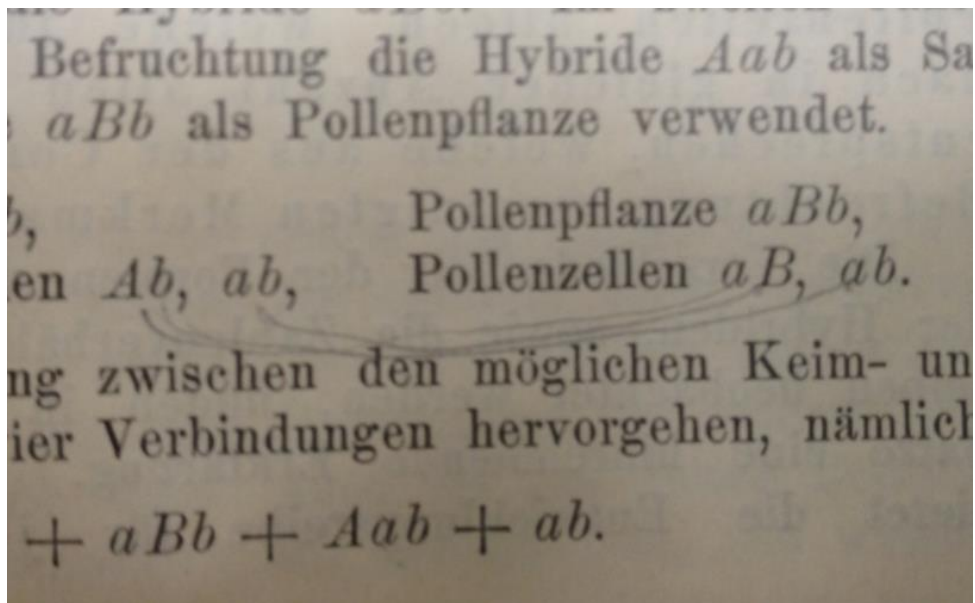 Befruchtung die Hybride Aab als Sa
aBb als Pollenpflanze verwendet.
b, Pollenpflanze aBb,
en Ab, ab, Pollenzellen aB, ab.
ng zwischen den möglichen Keim- un
ier Verbindungen hervorgehen, nämlich
+ aBb + Aab + ab.